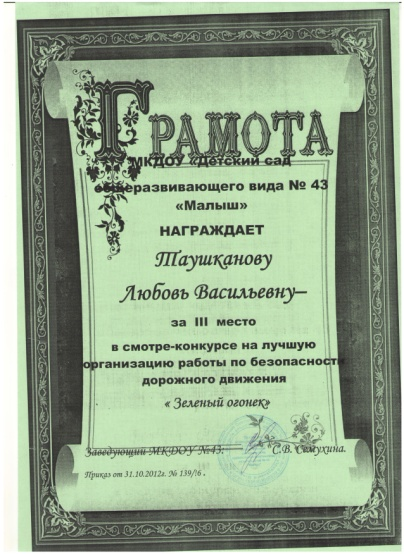 ГРАМОТА
МКДОУ «Детский сад
общеразвивающего вида № 43
«Малыш»
НАГРАЖДАЕТ
Таушканову
Любовь Васильевну–
за III место
в смотре-конкурсе на лучшую
организацию работы по безопасности
дорожного движения
« Зеленый огонек»
Заведующий МКДОУ №43: С.В. Симухина.
Приказ от 31.10.2012г. № 139/16 .